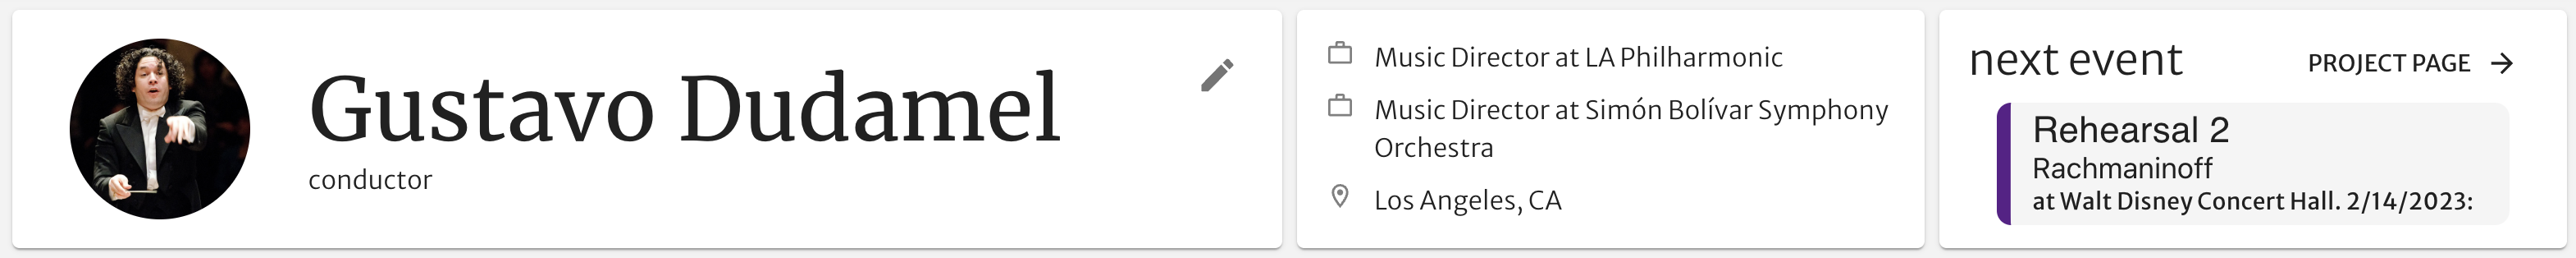 Gustavo Dudamel
conductor
Music Director at LA Philharmonic
Music Director at Simón Bolívar Symphony
Orchestra
Los Angeles, CA
next event
PROJECT PAGE
Rehearsal 2
Rachmaninoff
at Walt Disney Concert Hall. 2/14/2023: